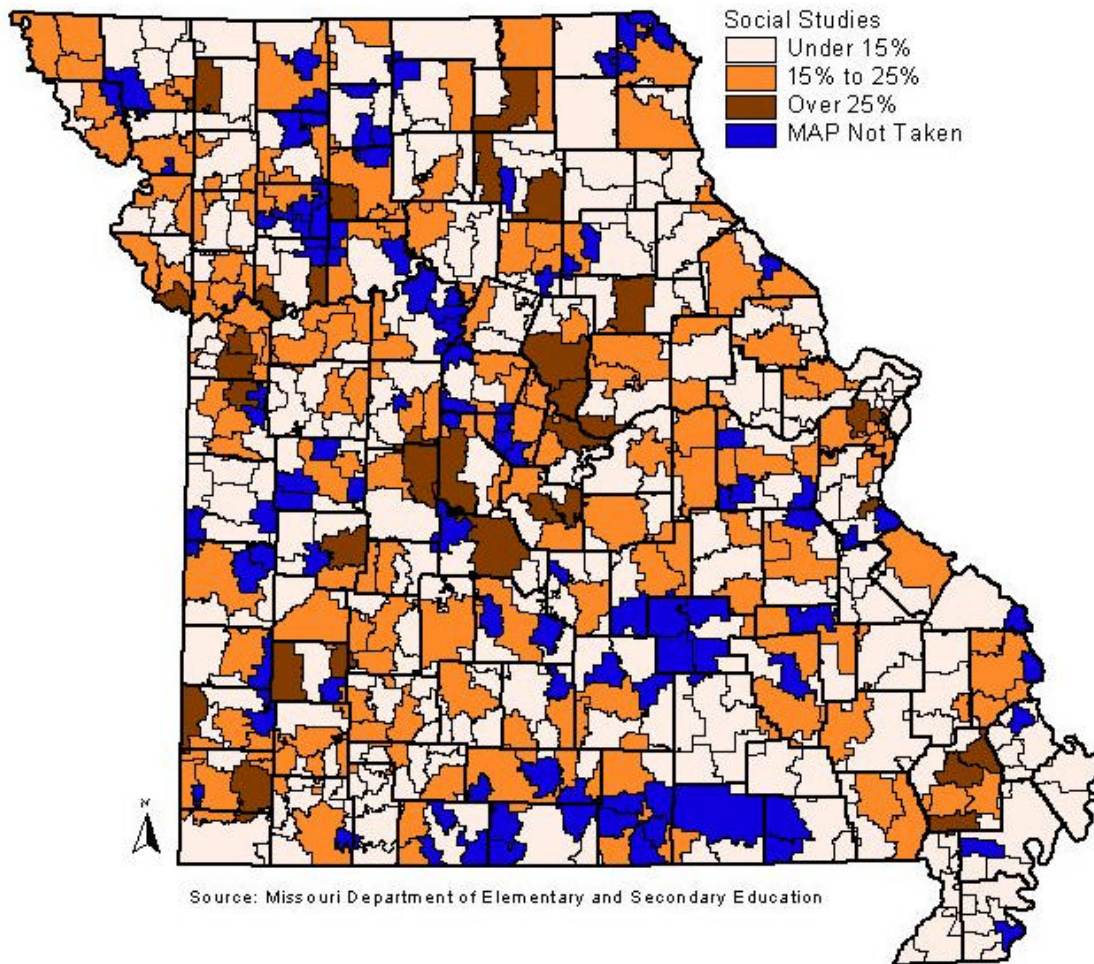 Social Studies
Under 15%
15% to 25%
Over 25%
MAP Not Taken
N
Source: Missouri Department of Elementary and Secondary Education